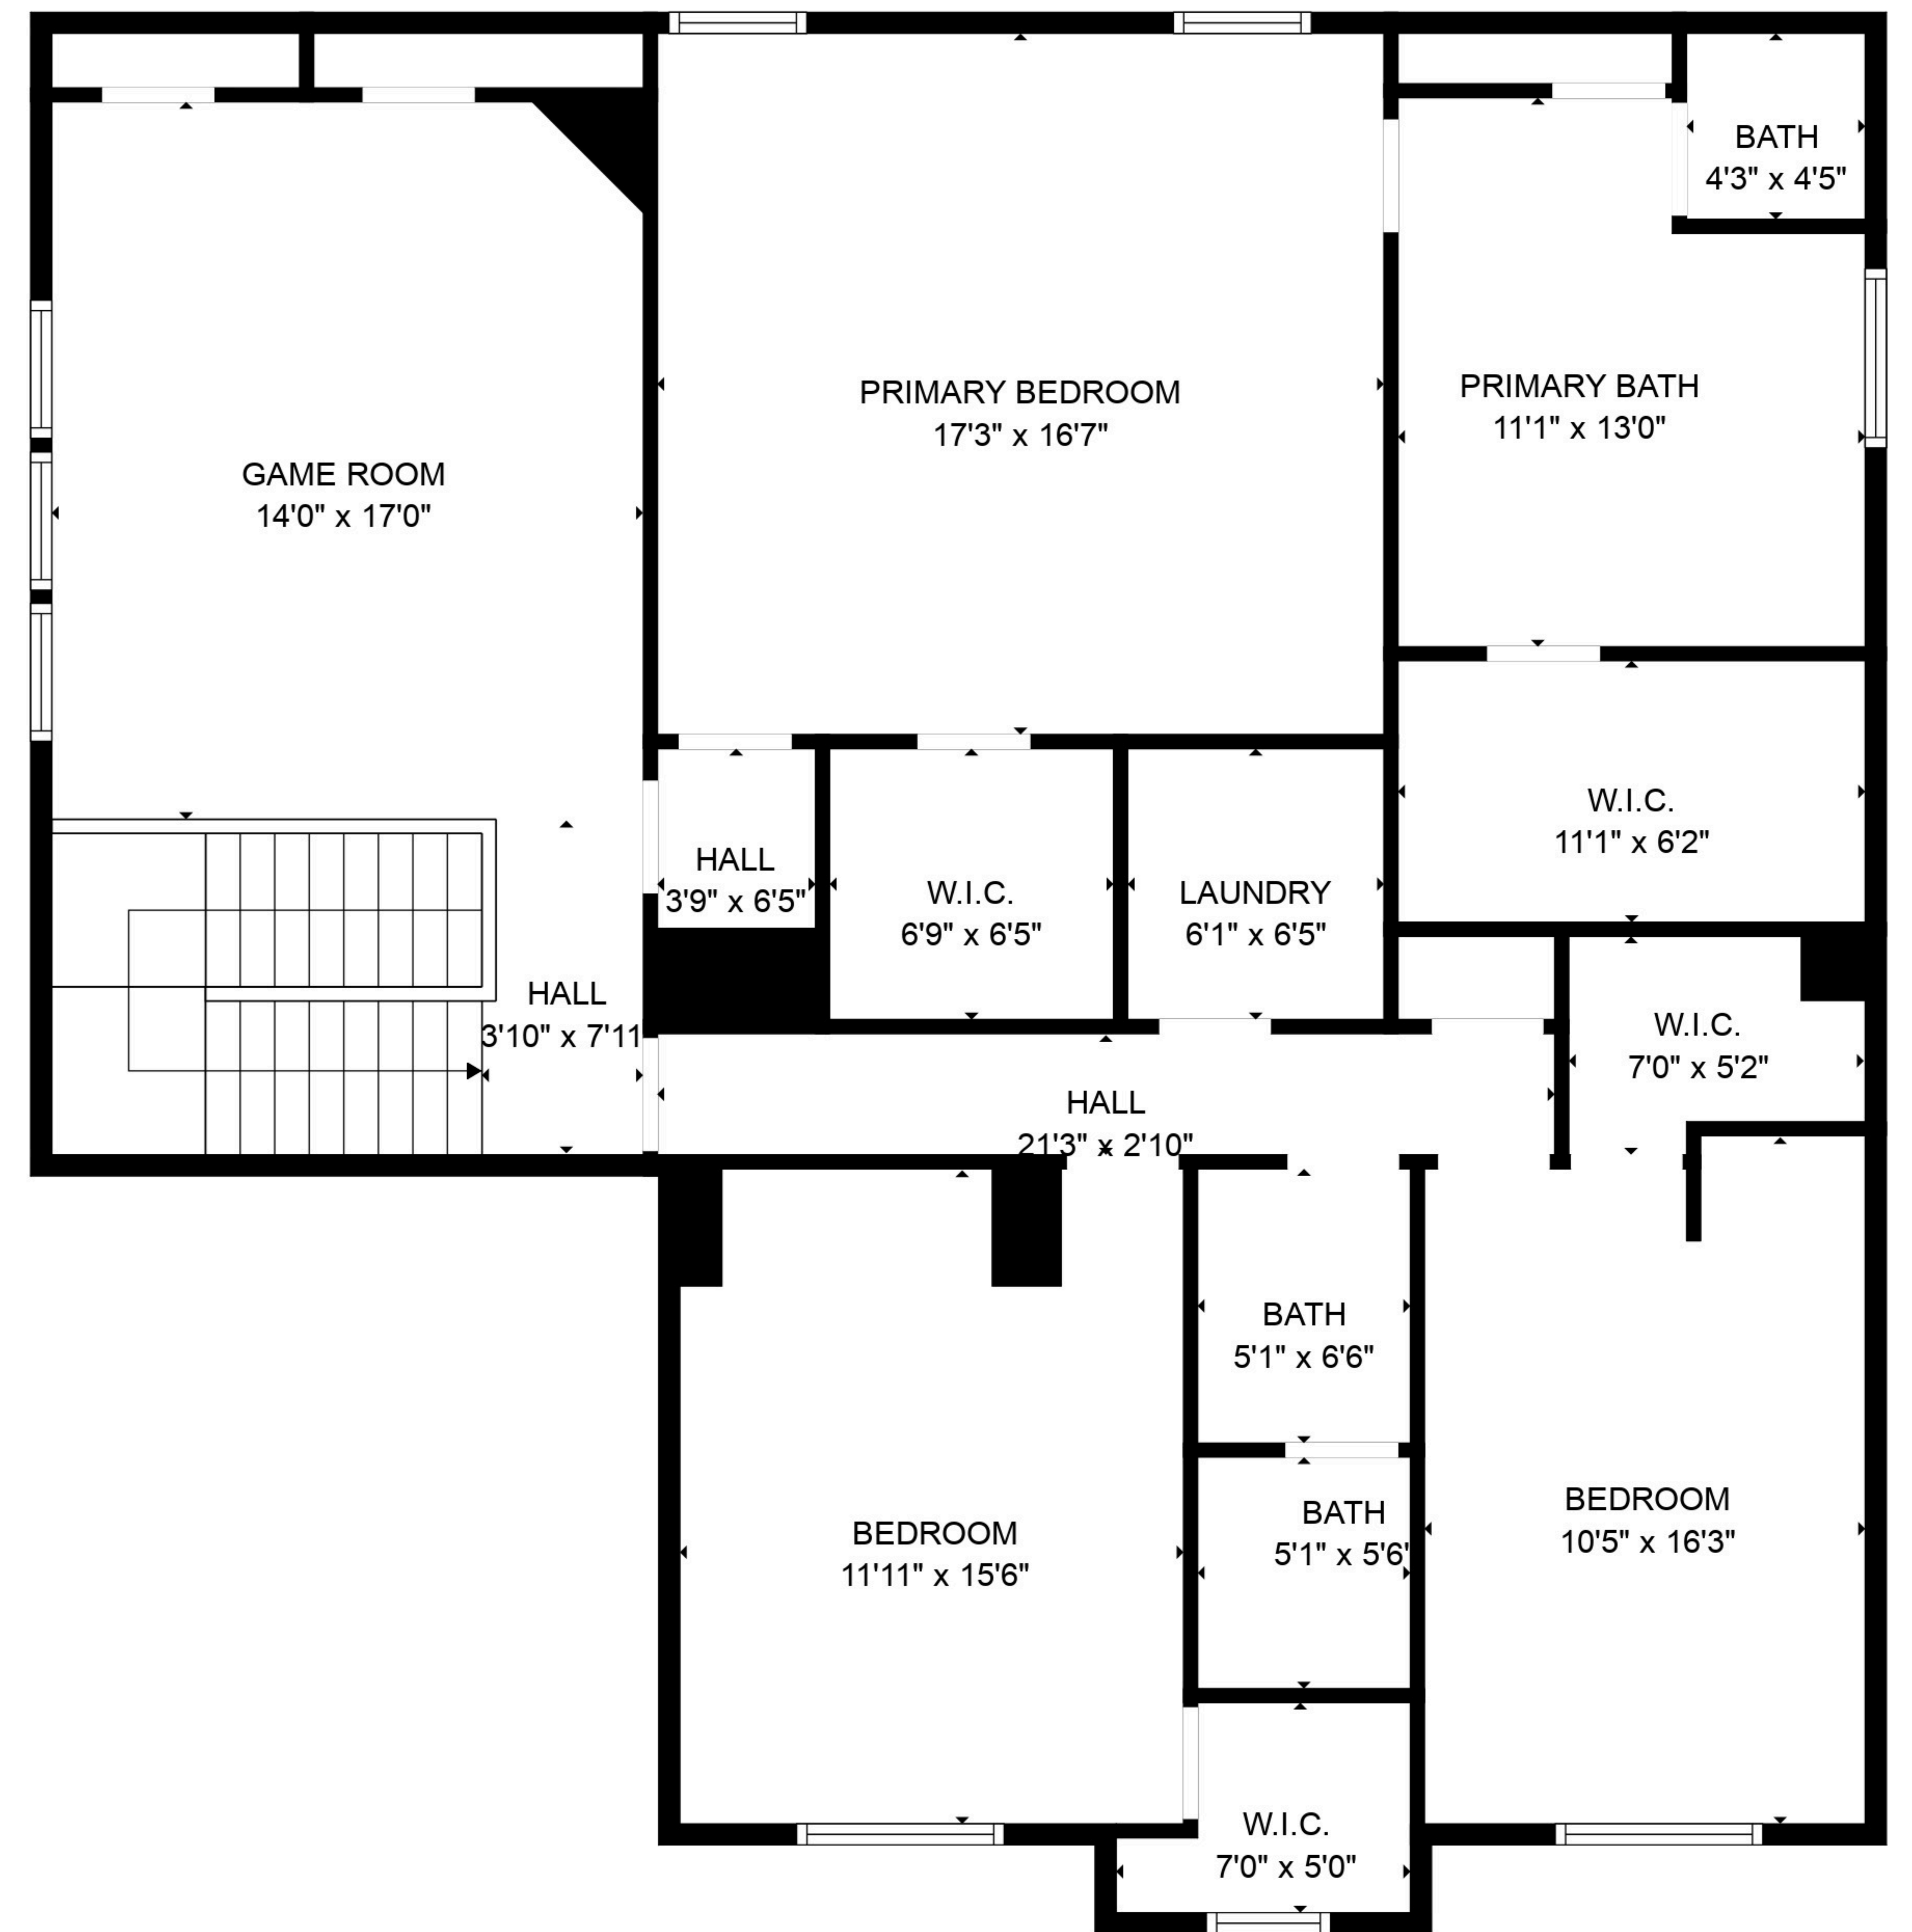 BATH
4'3" x 4'5"
PRIMARY BEDROOM
17'3" x 16'7"
PRIMARY BATH
11'1" x 13'0"
GAME ROOM
14'0" x 17'0"
W.I.C.
11'1" x 6'2"
HALL
3'9" x 6'5"
W.I.C.
6'9" x 6'5"
LAUNDRY
6'1" x 6'5"
HALL
3'10" x 7'11
W.I.C.
7'0" x 5'2"
HALL
21'3" x 2'10"
BATH
5'1" x 6'6"
BEDROOM
11'11" x 15'6"
BATH
5'1" x 5'6'
BEDROOM
10'5" x 16'3"
W.I.C.
7'0" x 5'0"